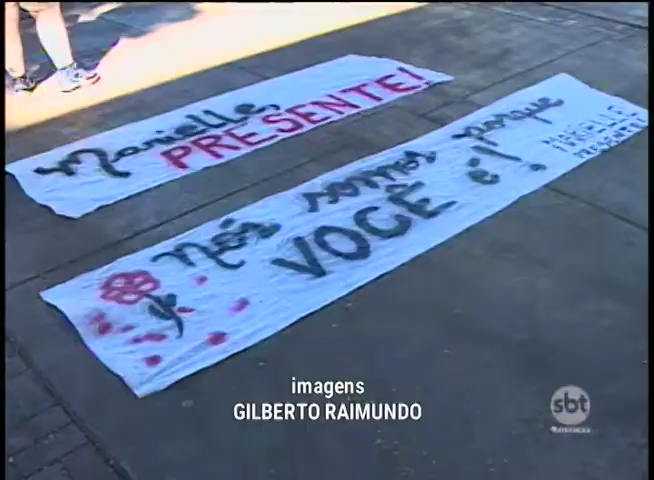 Marielle,
PRESENTE!
Nós somos porque
VOCÊ é!
MARIELLE
PRESENTE
imagens
GILBERTO RAIMUNDO
sbt